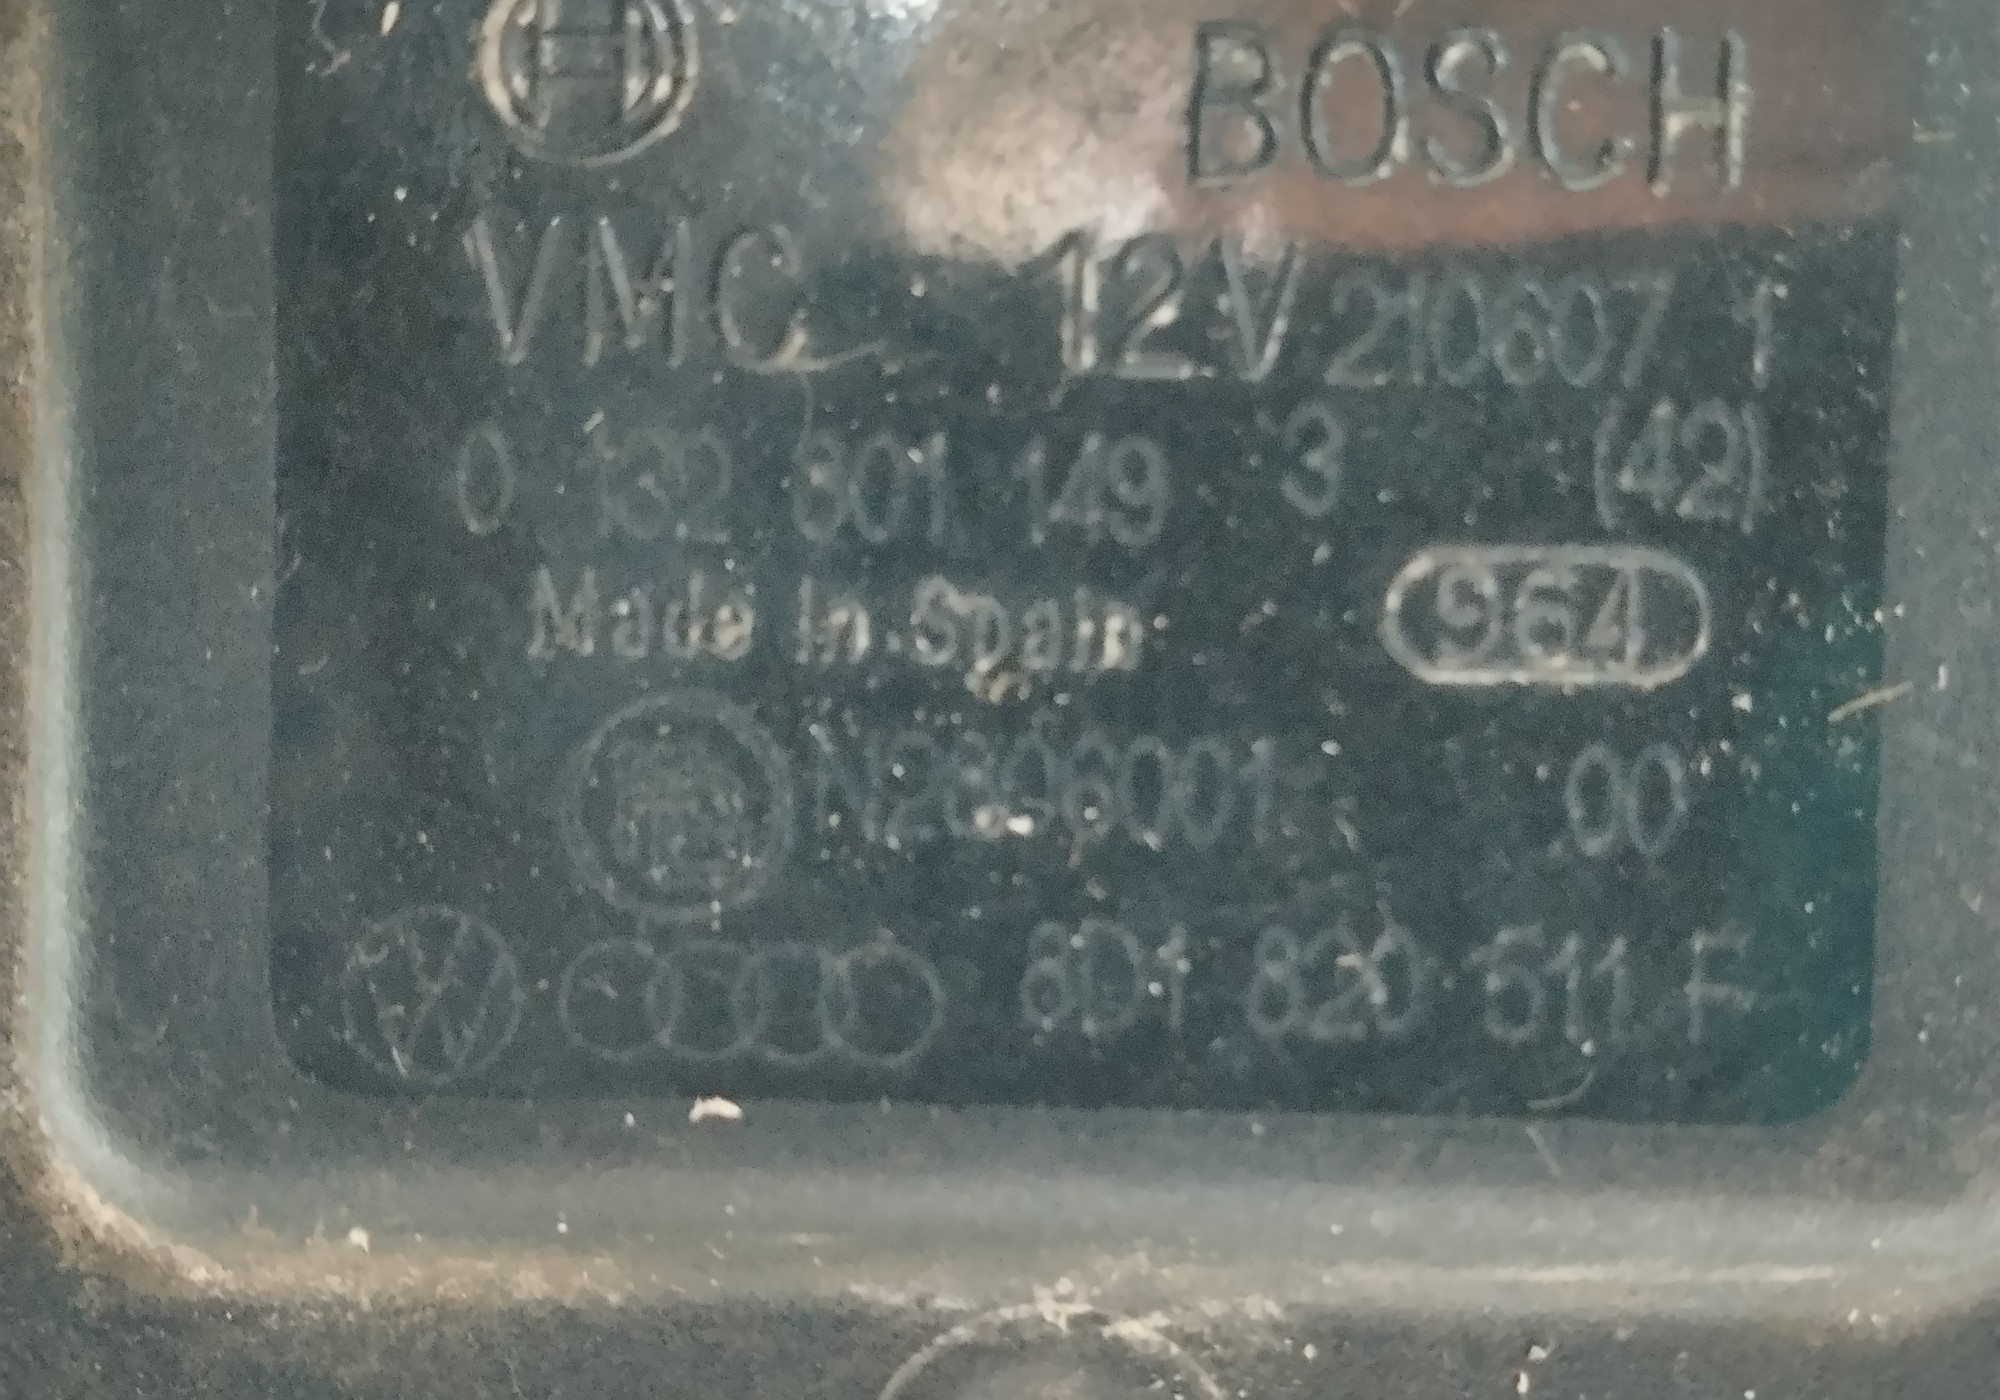 BOSCH
VMC 12V 210607 1
0 132 801 149 3 (42)
Made in Spain 964
00
8D1 820 511 F